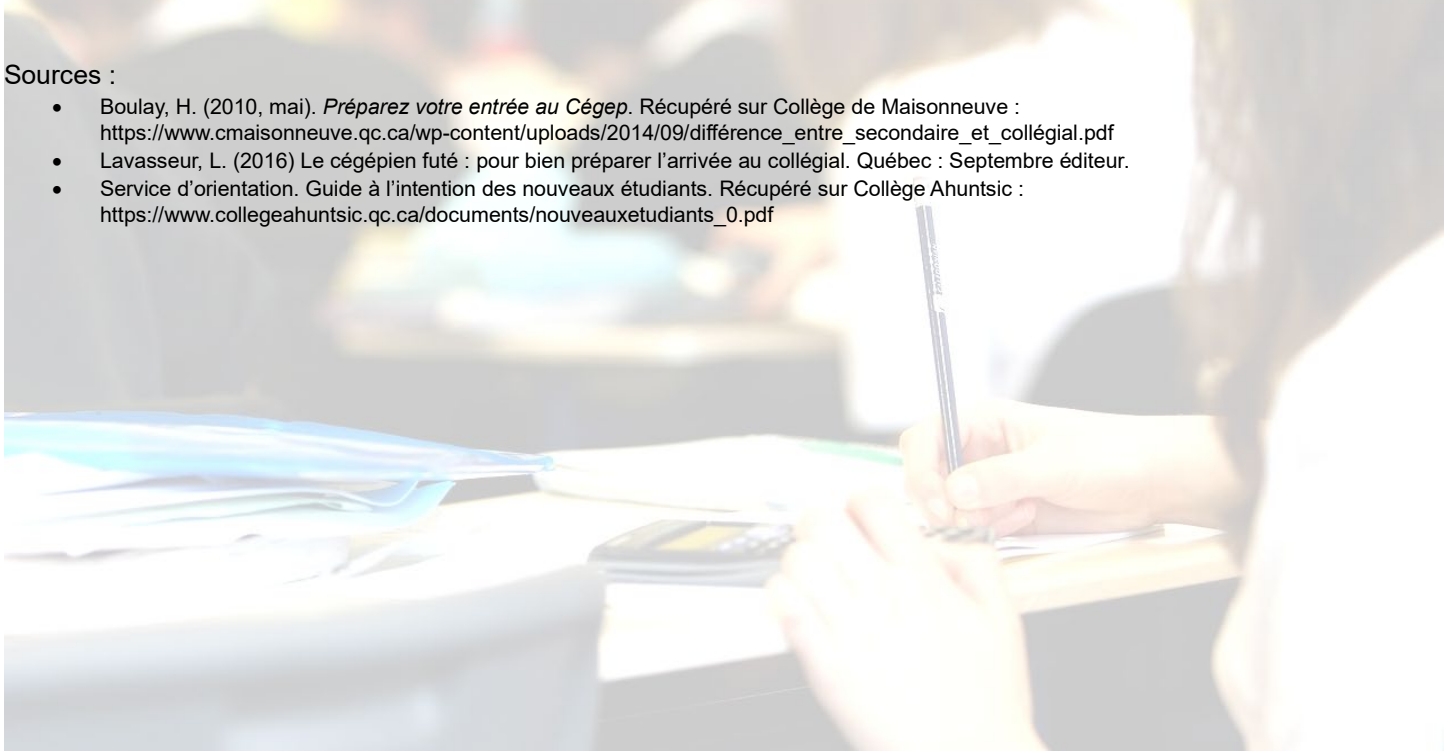 Sources :
• Boulay, H. (2010, mai). Préparez votre entrée au Cégep. Récupéré sur Collège de Maisonneuve :
https://www.cmaisonneuve.qc.ca/wp-content/uploads/2014/09/différence_entre_secondaire_et_collégial.pdf
• Lavasseur, L. (2016) Le cégépien futé : pour bien préparer l’arrivée au collégial. Québec : Septembre éditeur.
• Service d’orientation. Guide à l’intention des nouveaux étudiants. Récupéré sur Collège Ahuntsic :
https://www.collegeahuntsic.qc.ca/documents/nouveauxetudiants_0.pdf